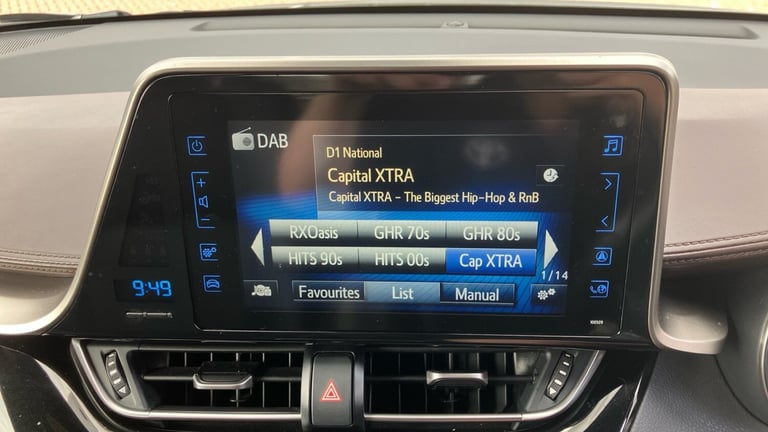 DAB
D1 National
Capital XTRA
Capital XTRA - The Biggest Hip-Hop & RnB
RXOasis GHR 70s GHR 80s
HITS 90s HITS 00s Cap XTRA
1/14
Favourites List Manual
9:49